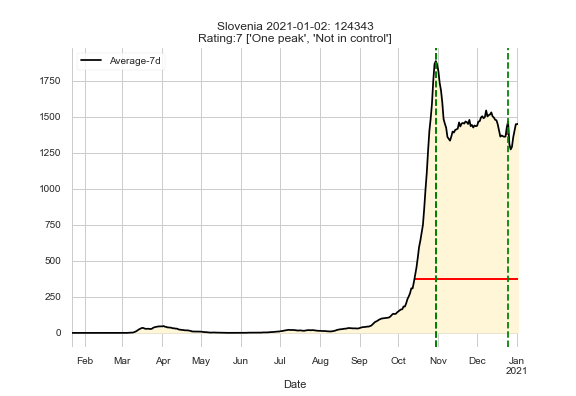 Slovenia 2021-01-02: 124343
Rating:7 ['One peak', 'Not in control']
Average-7d
1750
1500
1250
1000
750
500
250
0
Feb Mar Apr May Jun Jul Aug Sep Oct Nov Dec Jan
2021
Date